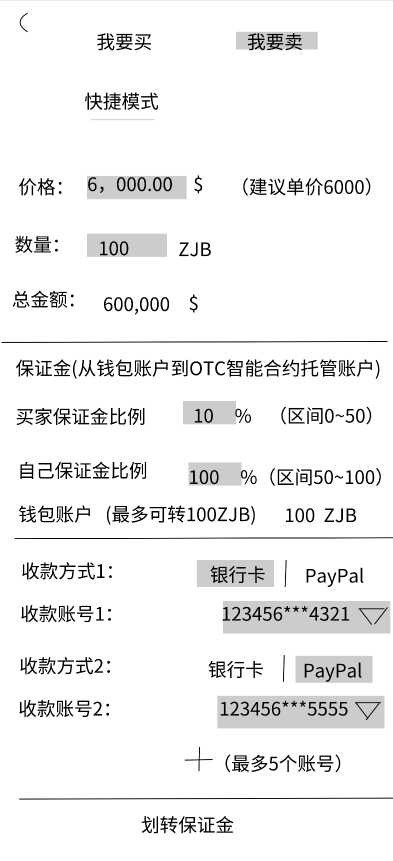 我要买 我要卖
快捷模式
价格： 6，000.00 $ （建议单价6000）
数量： 100 ZJB
总金额： 600,000 $
保证金(从钱包账户到OTC智能合约托管账户)
买家保证金比例 10 % （区间0~50）
自己保证金比例 100 %（区间50~100）
钱包账户 (最多可转100ZJB) 100 ZJB
收款方式1： 银行卡 | PayPal
收款账号1： 123456***4321
收款方式2： 银行卡 | PayPal
收款账号2： 123456***5555
（最多5个账号）
划转保证金